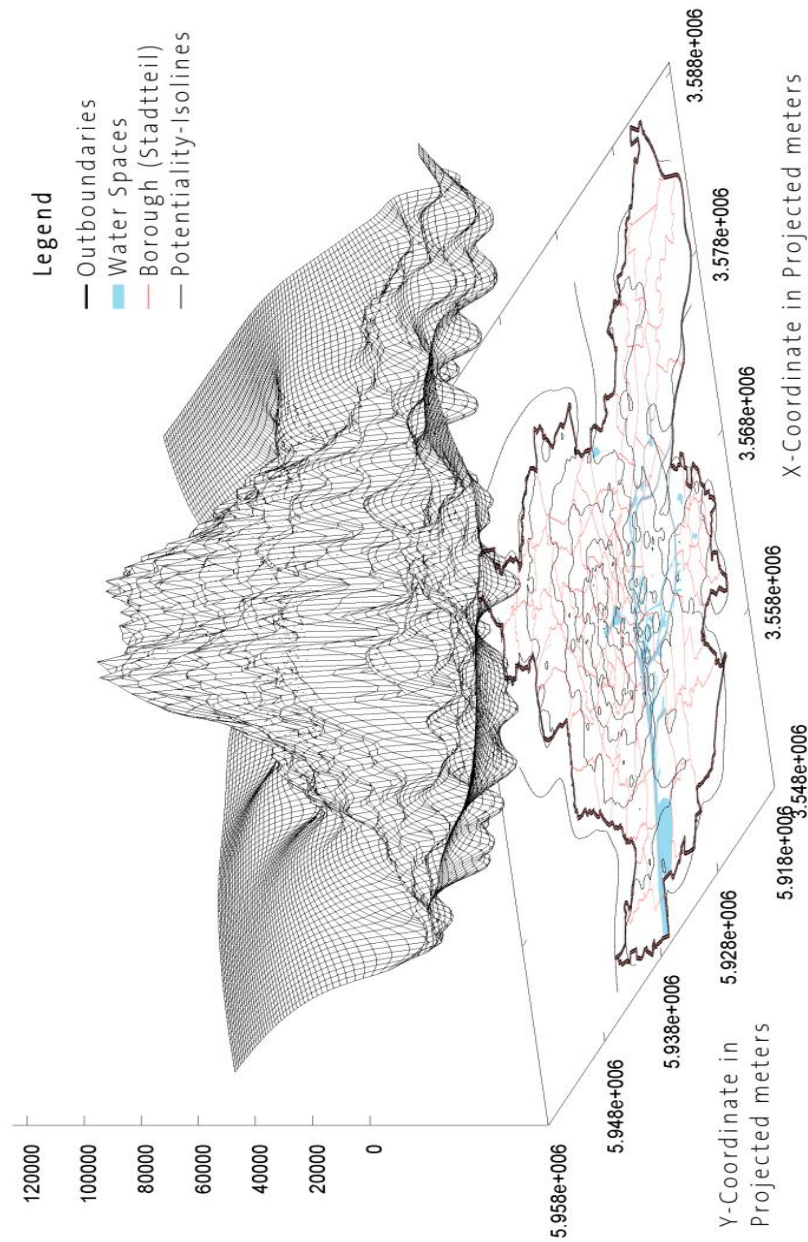 Legend
Outboundaries
Water Spaces
Borough (Stadtteil)
Potentiality-Isolines
120000
100000
80000
60000
40000
20000
0
5.958e+006
5.948e+006
5.938e+006
5.928e+006
5.918e+006
3.548e+006
3.558e+006
3.568e+006
3.578e+006
3.588e+006
Y-Coordinate in
Projected meters
X-Coordinate in Projected meters